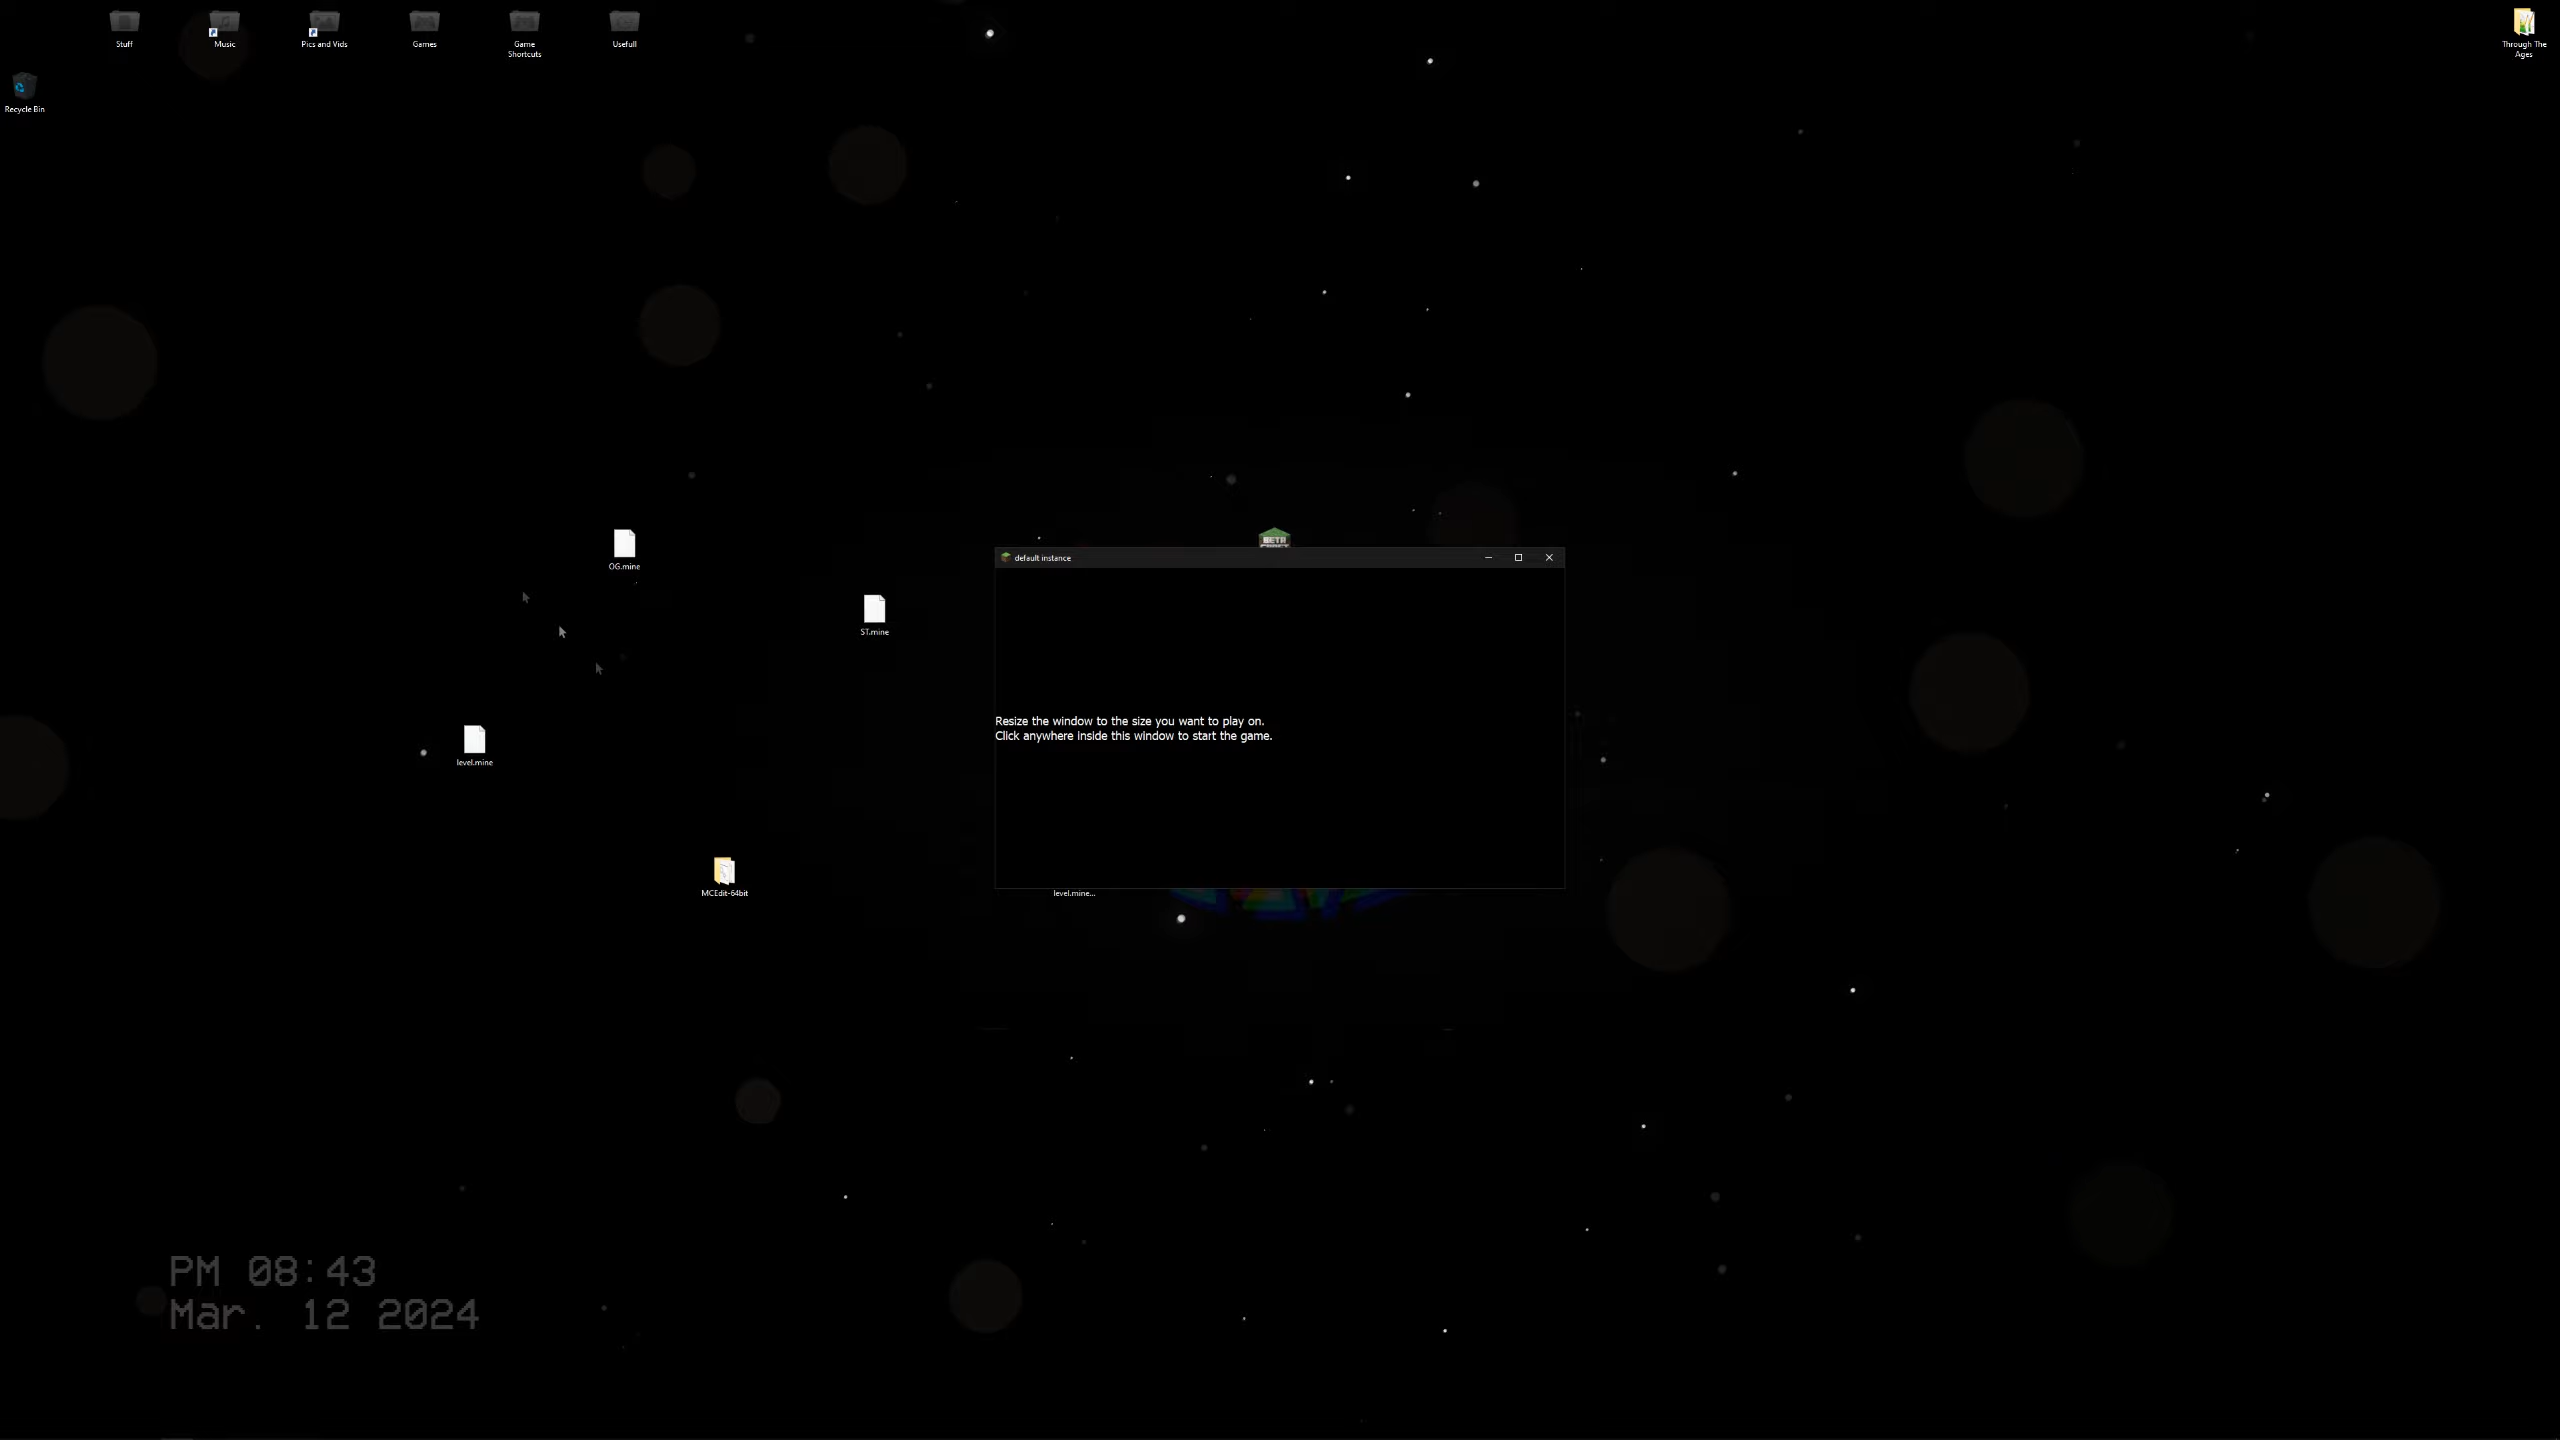 Stuff
Music
Pics and Vids
Games
Game
Shortcuts
Usefull
Through The
Ages
Recycle Bin
OG.mine
BETA
ST.mine
default instance
Resize the window to the size you want to play on.
Click anywhere inside this window to start the game.
level.mine
MCEdit-64bit
level.mine...
PM 08:43
Mar. 12 2024